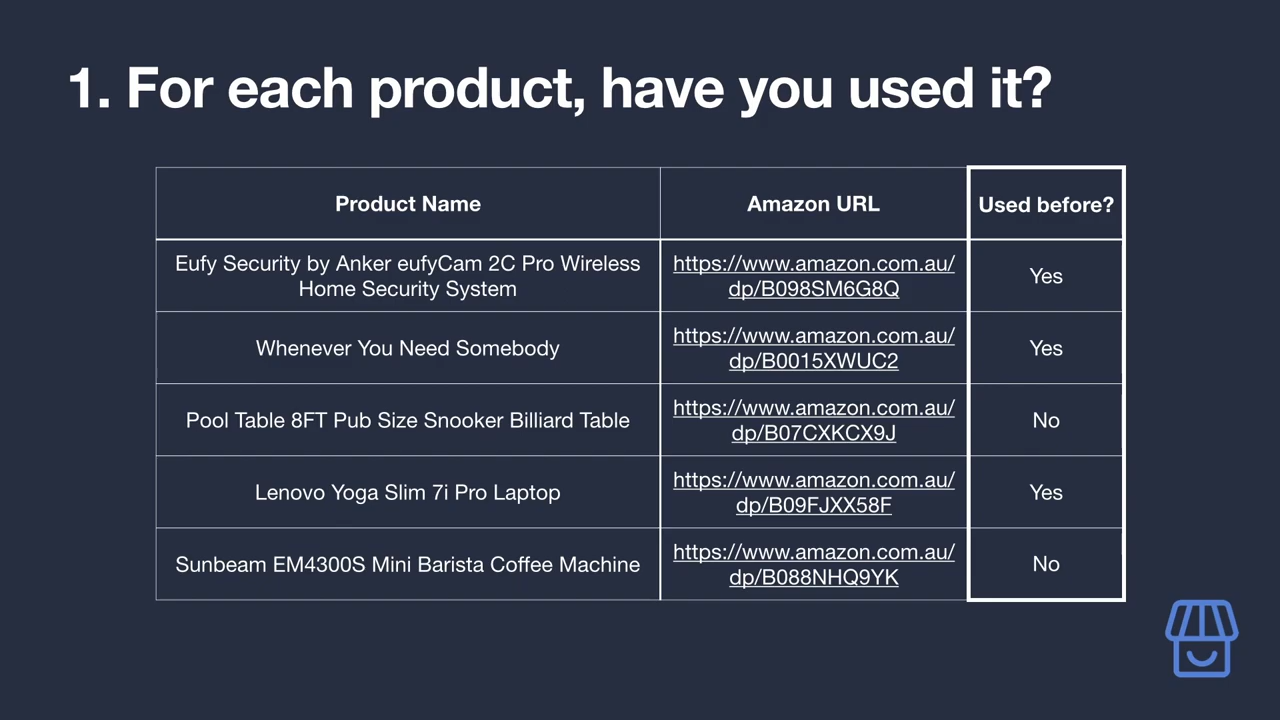 1. For each product, have you used it?
Product Name
Amazon URL
Used before?
Eufy Security by Anker eufyCam 2C Pro Wireless
Home Security System
https://www.amazon.com.au/
dp/B098SM6G8Q
Yes
Whenever You Need Somebody
https://www.amazon.com.au/
dp/B0015XWUC2
Yes
Pool Table 8FT Pub Size Snooker Billiard Table
https://www.amazon.com.au/
dp/B07CXKCX9J
No
Lenovo Yoga Slim 7i Pro Laptop
https://www.amazon.com.au/
dp/B09FJXX58F
Yes
Sunbeam EM4300S Mini Barista Coffee Machine
https://www.amazon.com.au/
dp/B088NHQ9YK
No